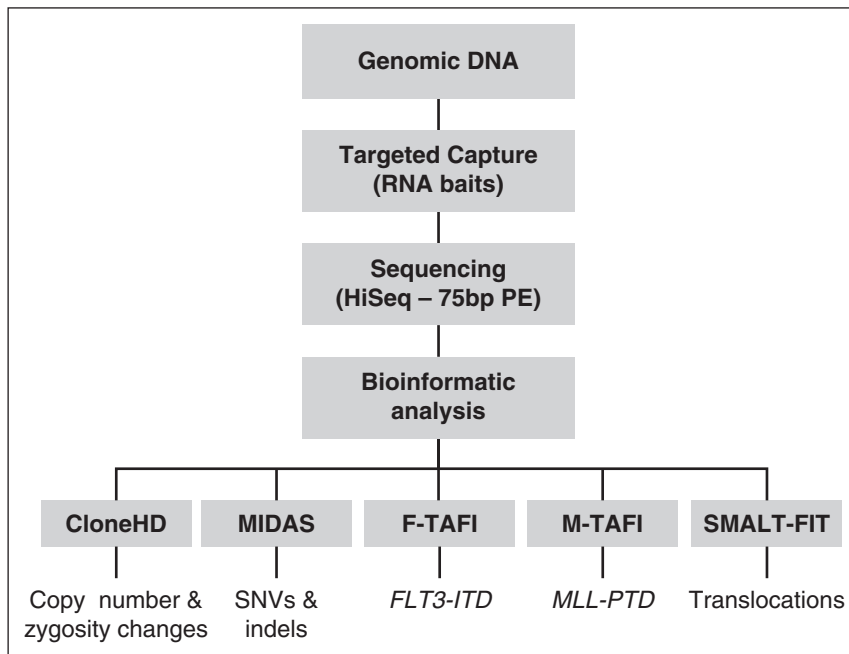 Genomic DNA
Targeted Capture
(RNA baits)
Sequencing
(HiSeq – 75bp PE)
Bioinformatic
analysis
CloneHD
MIDAS
F-TAFI
M-TAFI
SMALT-FIT
Copy number &
zygosity changes
SNVs &
indels
FLT3-ITD
MLL-PTD
Translocations